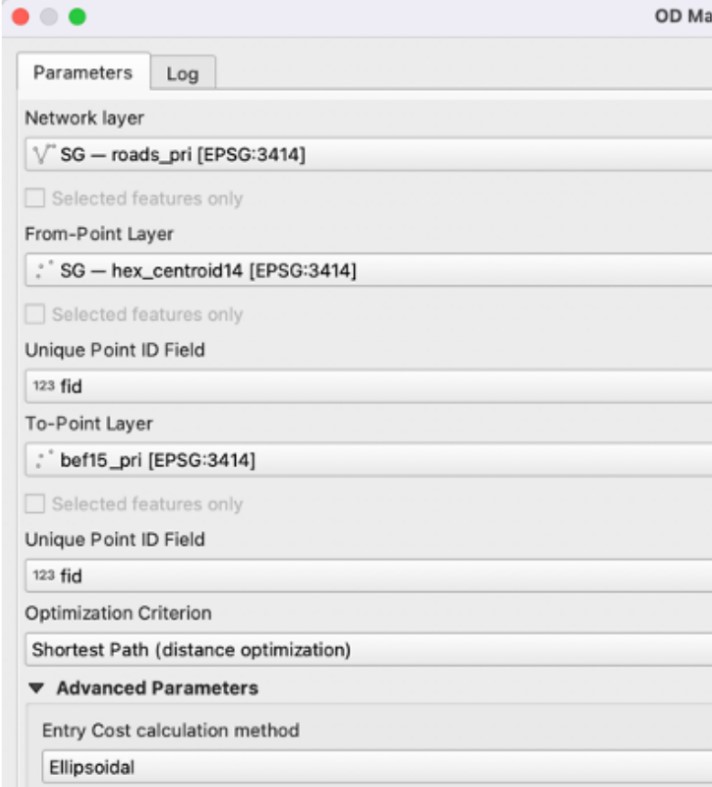 OD Ma
Parameters
Log
Network layer
SG — roads_pri [EPSG:3414]
Selected features only
From-Point Layer
SG — hex_centroid14 [EPSG:3414]
Selected features only
Unique Point ID Field
123 fid
To-Point Layer
bef15_pri [EPSG:3414]
Selected features only
Unique Point ID Field
123 fid
Optimization Criterion
Shortest Path (distance optimization)
Advanced Parameters
Entry Cost calculation method
Ellipsoidal